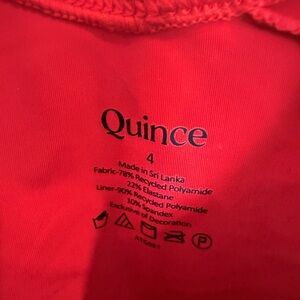 Quince
4
Made in Sri Lanka
Fabric-78% Recycled Polyamide
22% Elastane
Liner-90% Recycled Polyamide
10% Spandex
Exclusive of Decoration
P